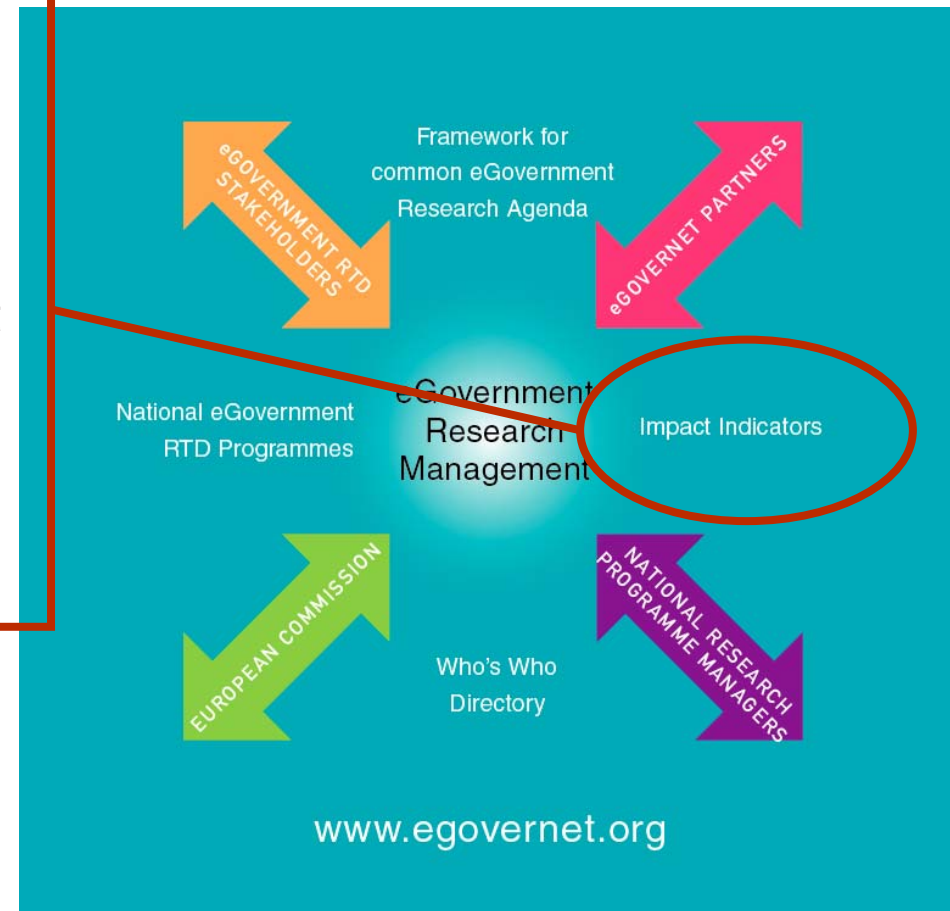 eGOVERNMENT RTD
STAKEHOLDERS
Framework for
common eGovernment
Research Agenda
eGOVERNET PARTNERS
National eGovernment
RTD Programmes
eGovernment
Research
Management
Impact Indicators
EUROPEAN COMMISSION
Who's Who
Directory
NATIONAL RESEARCH
PROGRAMME MANAGERS
www.egovernet.org